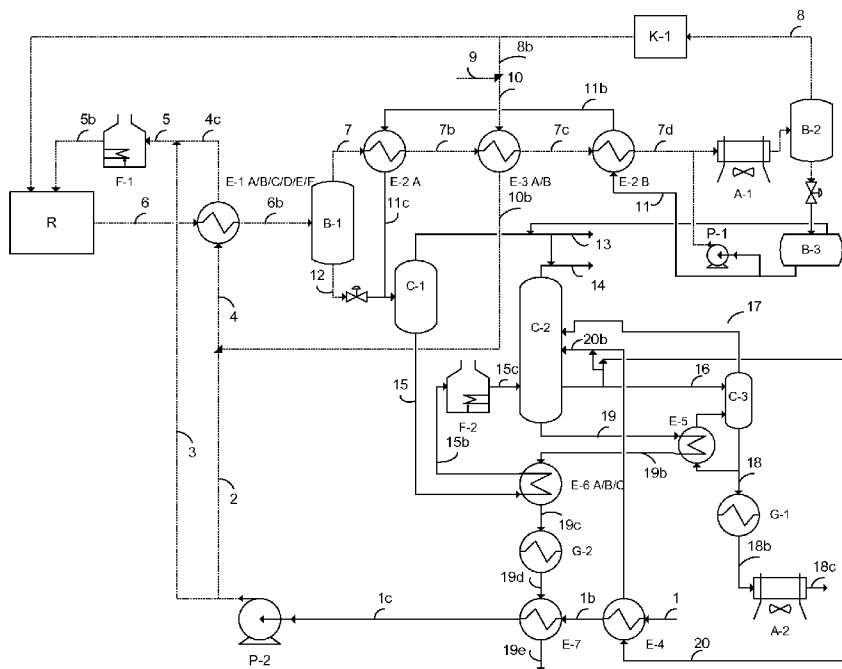 K-1
8
8b
9
10
11b
5b
5
4c
7
7b
7c
7d
B-2
F-1
E-1 A/B/C/D/E/F
E-2 A
E-3 A/B
E-2 B
A-1
R
6
6b
B-1
11c
10b
11
P-1
B-3
12
C-1
13
14
4
C-2
20b
17
15
15c
16
C-3
F-2
19
E-5
15b
3
2
E-6 A/B/C
19b
18
19c
G-1
G-2
19d
18b
18c
1c
1b
1
P-2
E-7
E-4
A-2
19e
20